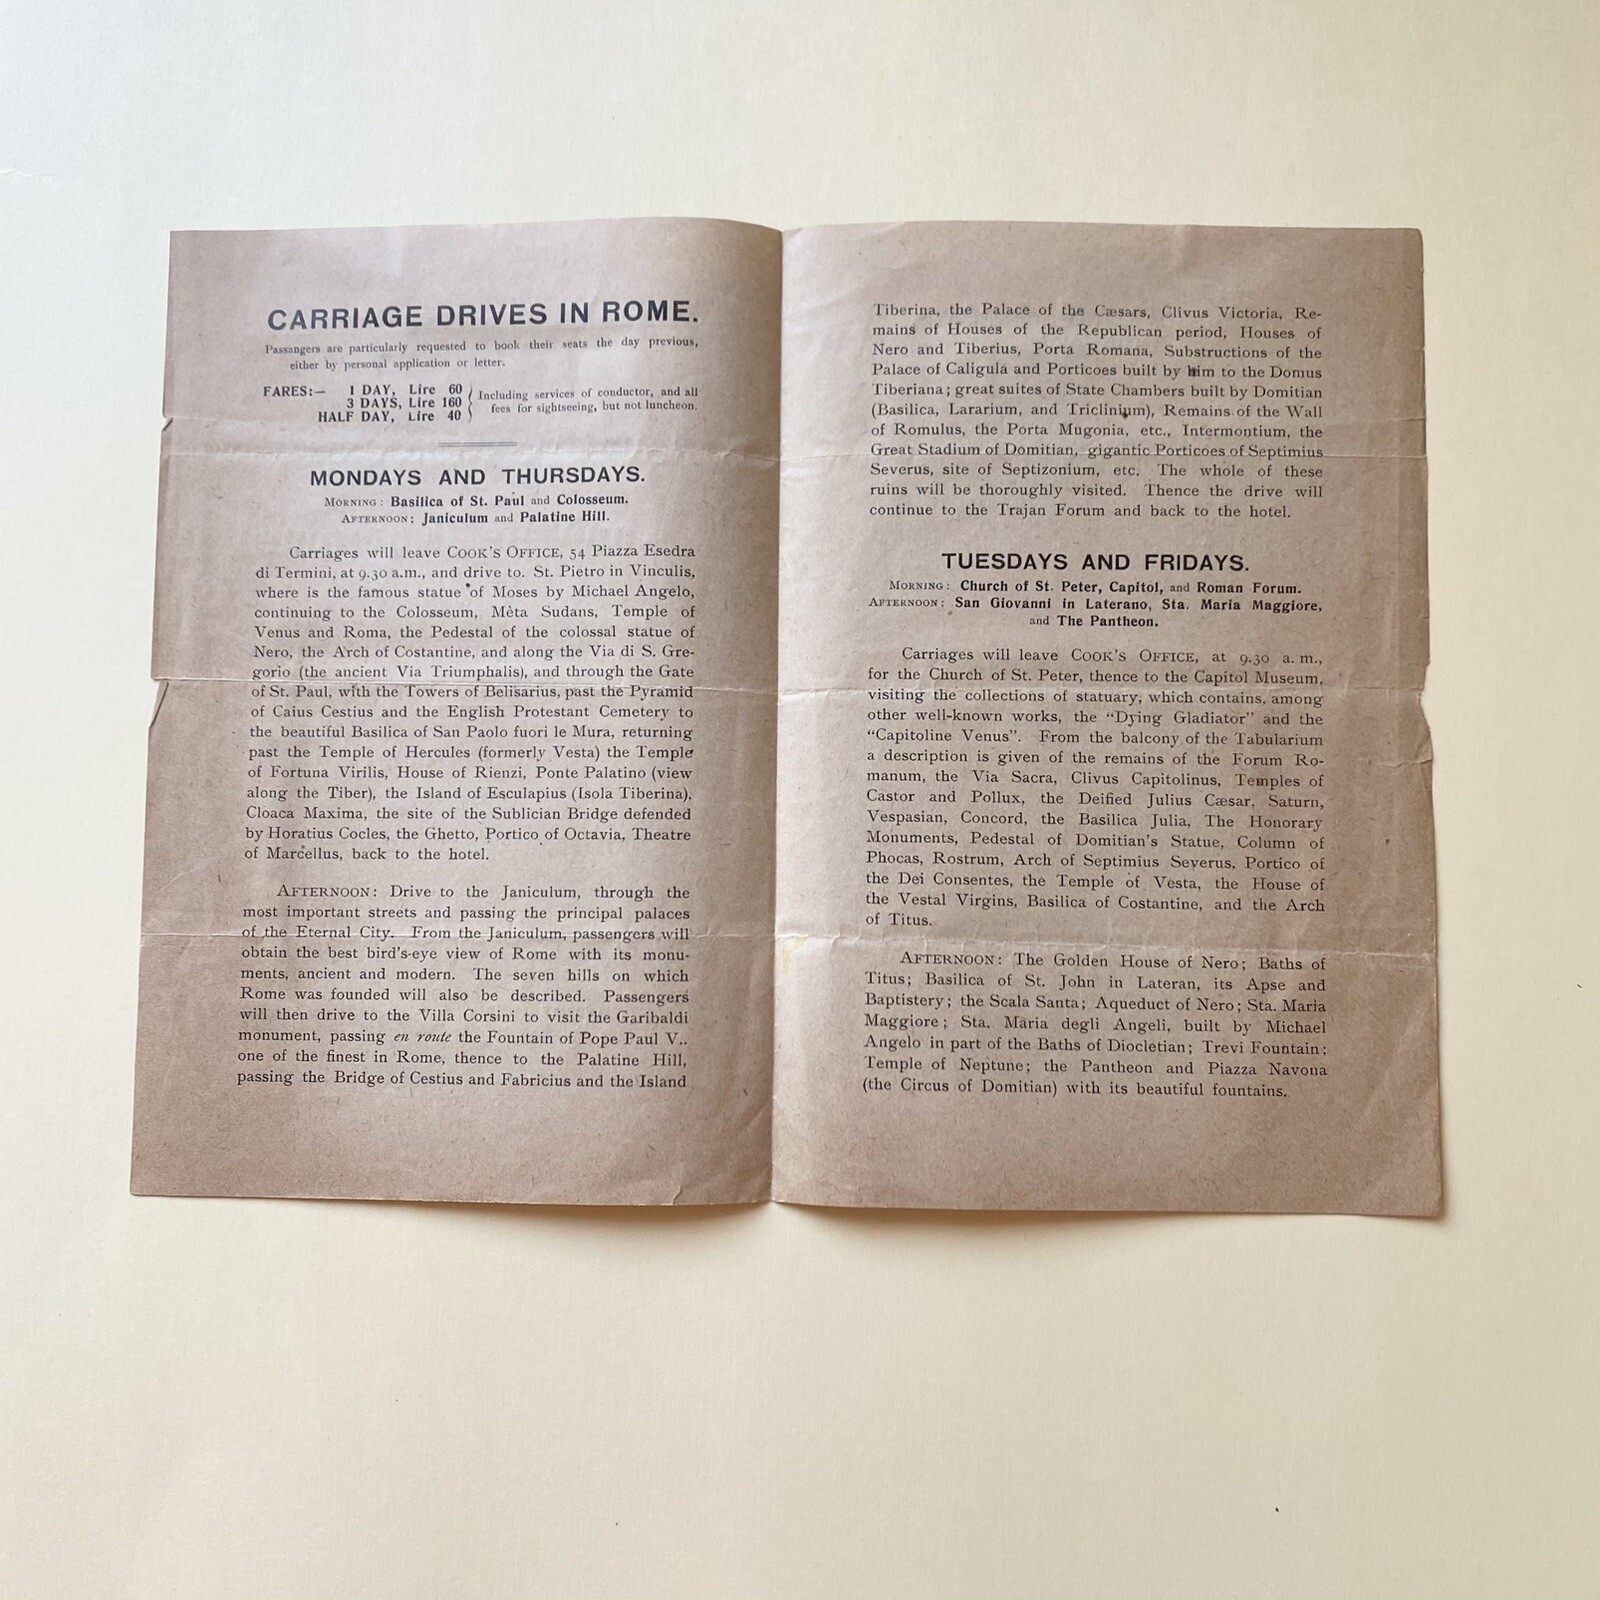 CARRIAGE DRIVES IN ROME.
Passangers are particularly requested to book their seats the day previous,
either by personal application or letter.
FARES:— 1 DAY, Lire 60
3 DAYS, Lire 160
HALF DAY, Lire 40
Including services of conductor, and all
fees for sightseeing, but not luncheon.
MONDAYS AND THURSDAYS.
MORNING: Basilica of St. Paul and Colosseum.
AFTERNOON: Janiculum and Palatine Hill.
Carriages will leave COOK'S OFFICE, 54 Piazza Esedra
di Termini, at 9.30 a.m., and drive to. St. Pietro in Vinculis,
where is the famous statue of Moses by Michael Angelo,
continuing to the Colosseum, Mèta Sudans, Temple of
Venus and Roma, the Pedestal of the colossal statue of
Nero, the Arch of Costantine, and along the Via di S. Gre-
gorio (the ancient Via Triumphalis), and through the Gate
of St. Paul, with the Towers of Belisarius, past the Pyramid
of Caius Cestius and the English Protestant Cemetery to
the beautiful Basilica of San Paolo fuori le Mura, returning
past the Temple of Hercules (formerly Vesta) the Temple
of Fortuna Virilis, House of Rienzi, Ponte Palatino (view
along the Tiber), the Island of Esculapius (Isola Tiberina),
Cloaca Maxima, the site of the Sublician Bridge defended
by Horatius Cocles, the Ghetto, Portico of Octavia, Theatre
of Marcellus, back to the hotel.
AFTERNOON: Drive to the Janiculum, through the
most important streets and passing the principal palaces
of the Eternal City. From the Janiculum, passengers will
obtain the best bird's-eye view of Rome with its monu-
ments, ancient and modern. The seven hills on which
Rome was founded will also be described. Passengers
will then drive to the Villa Corsini to visit the Garibaldi
monument, passing en route the Fountain of Pope Paul V..
one of the finest in Rome, thence to the Palatine Hill,
passing the Bridge of Cestius and Fabricius and the Island
Tiberina, the Palace of the Cæsars, Clivus Victoria, Re-
mains of Houses of the Republican period, Houses of
Nero and Tiberius, Porta Romana, Substructions of the
Palace of Caligula and Porticoes built by him to the Domus
Tiberiana; great suites of State Chambers built by Domitian
(Basilica, Lararium, and Triclinium), Remains of the Wall
of Romulus, the Porta Mugonia, etc., Intermontium, the
Great Stadium of Domitian, gigantic Porticoes of Septimius
Severus, site of Septizonium, etc. The whole of these
ruins will be thoroughly visited. Thence the drive will
continue to the Trajan Forum and back to the hotel.
TUESDAYS AND FRIDAYS.
MORNING: Church of St. Peter, Capitol, and Roman Forum.
AFTERNOON: San Giovanni in Laterano, Sta. Maria Maggiore,
and The Pantheon.
Carriages will leave COOK'S OFFICE, at 9.30 a. m.,
for the Church of St. Peter, thence to the Capitol Museum,
visiting the collections of statuary, which contains, among
other well-known works, the "Dying Gladiator" and the
"Capitoline Venus". From the balcony of the Tabularium
a description is given of the remains of the Forum Ro-
manum, the Via Sacra, Clivus Capitolinus, Temples of
Castor and Pollux, the Deified Julius Cæsar, Saturn,
Vespasian, Concord, the Basilica Julia, The Honorary
Monuments, Pedestal of Domitian's Statue, Column of
Phocas, Rostrum, Arch of Septimius Severus, Portico of
the Dei Consentes, the Temple of Vesta, the House of
the Vestal Virgins, Basilica of Costantine, and the Arch
of Titus.
AFTERNOON: The Golden House of Nero; Baths of
Titus; Basilica of St. John in Lateran, its Apse and
Baptistery; the Scala Santa; Aqueduct of Nero; Sta. Maria
Maggiore; Sta. Maria degli Angeli, built by Michael
Angelo in part of the Baths of Diocletian; Trevi Fountain;
Temple of Neptune; the Pantheon and Piazza Navona
(the Circus of Domitian) with its beautiful fountains.